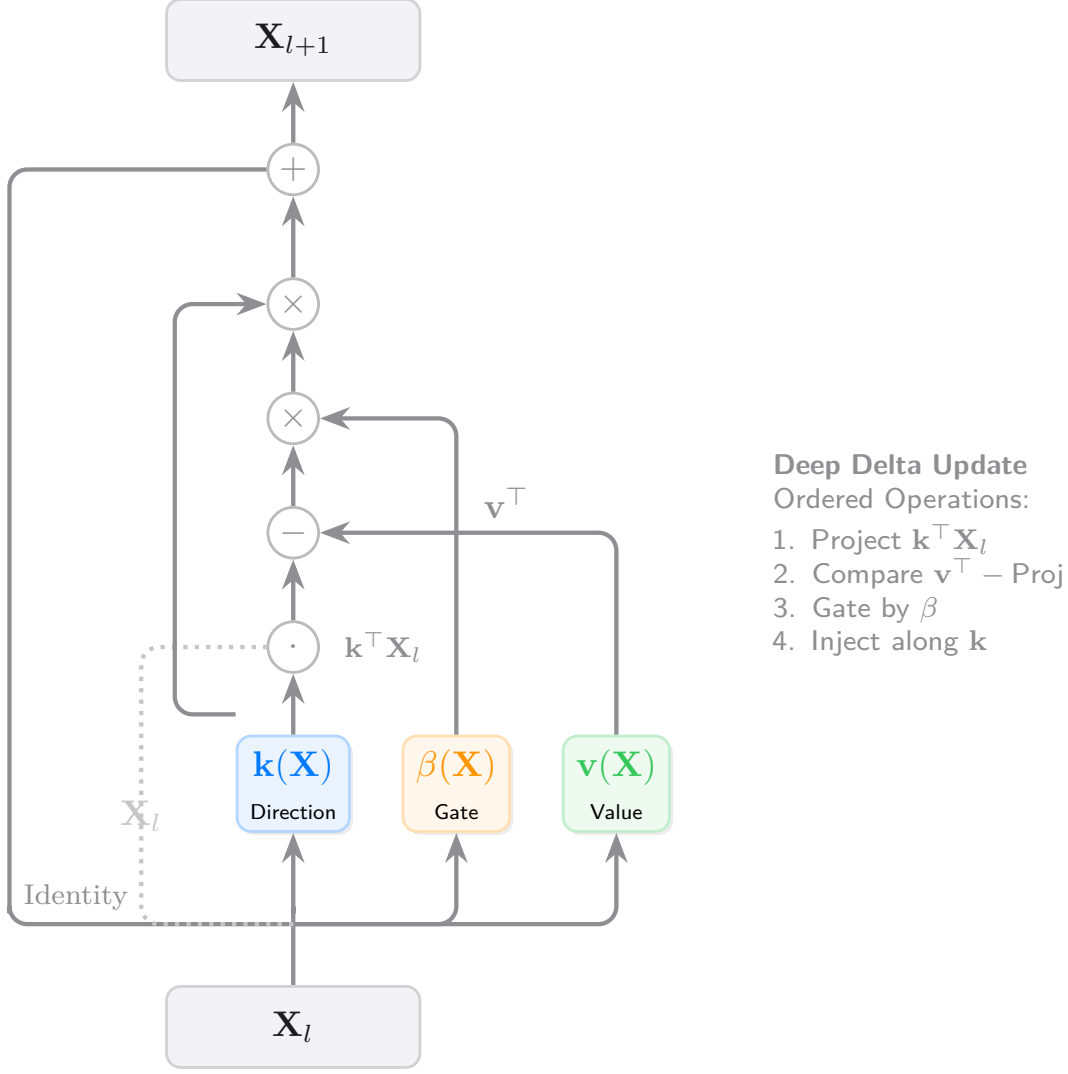 X_{l+1}
+
×
×
v^⊤
−
· k^⊤X_l
k(X) β(X) v(X)
Direction Gate Value
X_l
Identity
X_l
Deep Delta Update
Ordered Operations:
1. Project k^⊤X_l
2. Compare v^⊤ − Proj
3. Gate by β
4. Inject along k